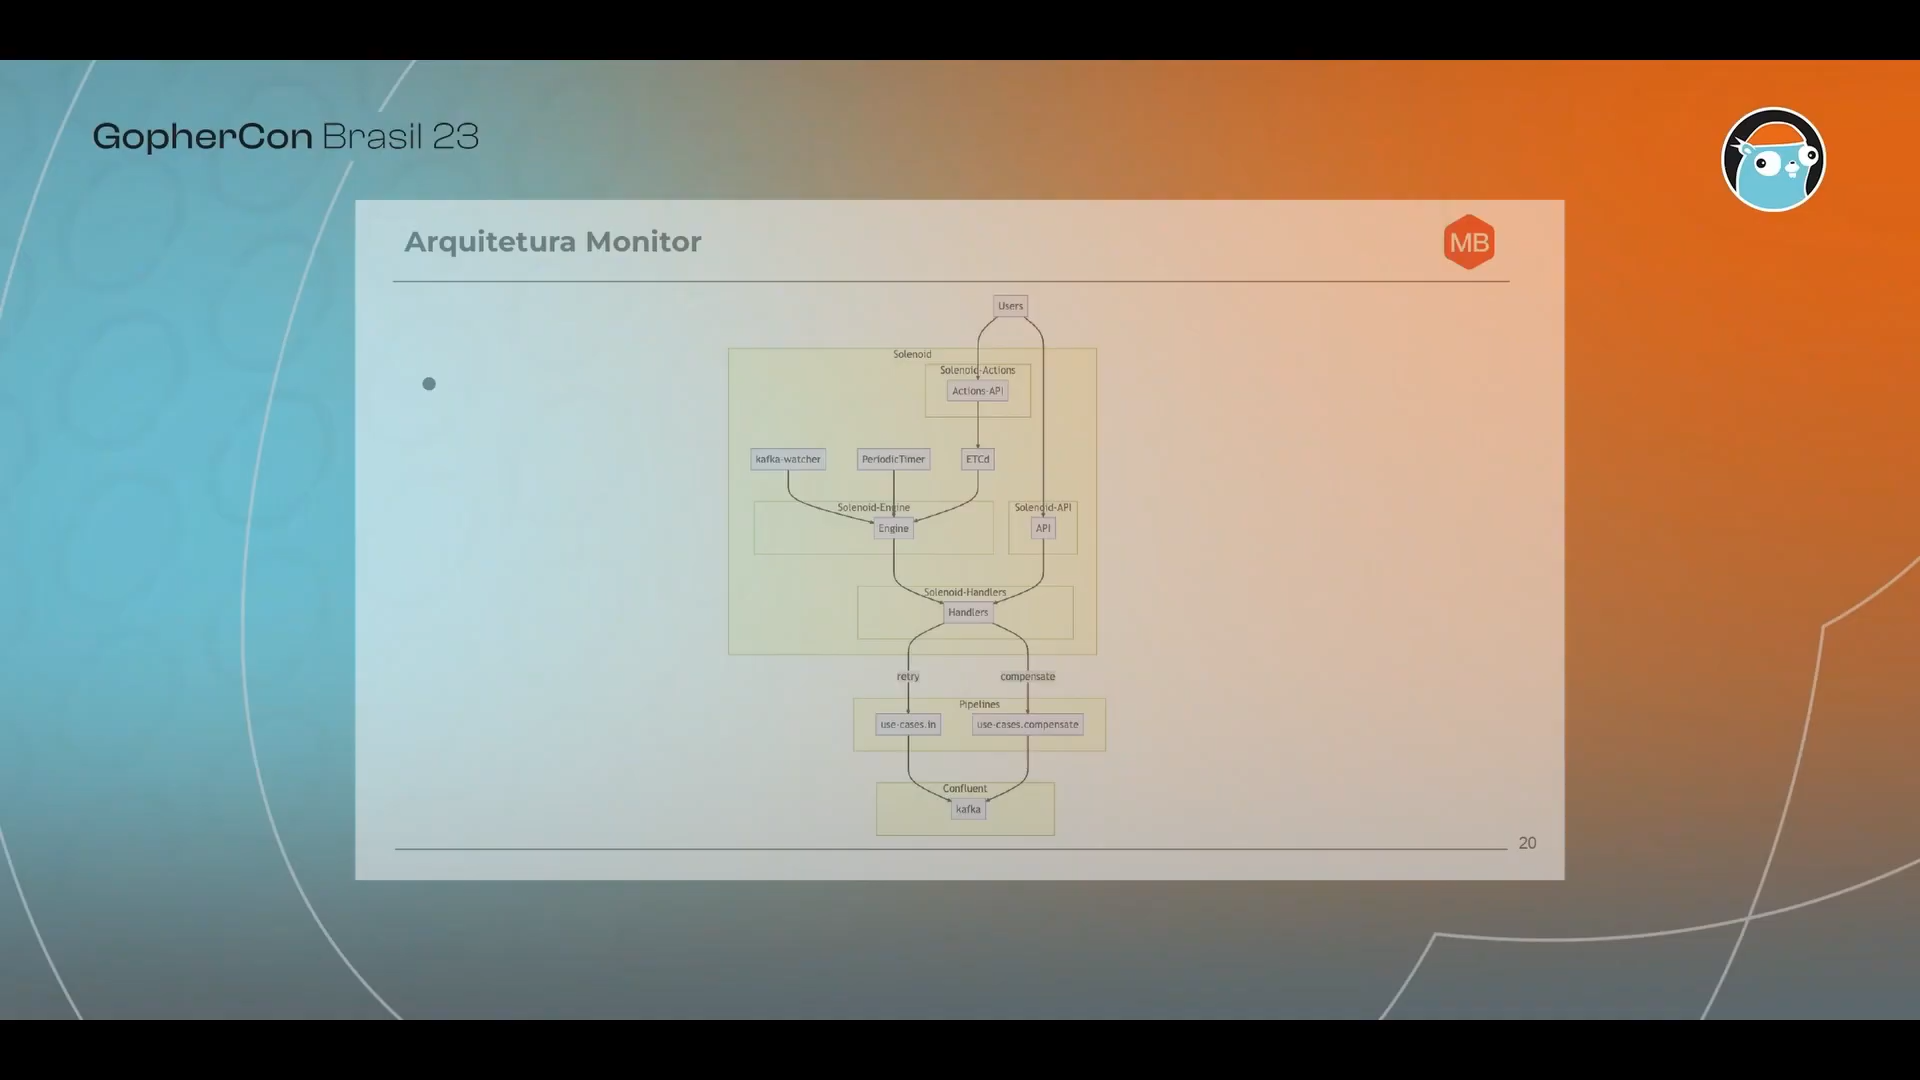 GopherCon Brasil 23
Arquitetura Monitor
MB
Users
Solenoid
Solenoid-Actions
Actions-API
kafka-watcher
PeriodicTimer
ETCd
Solenoid-Engine
Solenoid-API
Engine
API
Solenoid-Handlers
Handlers
retry
compensate
Pipelines
use-cases.in
use-cases.compensate
Confluent
kafka
20